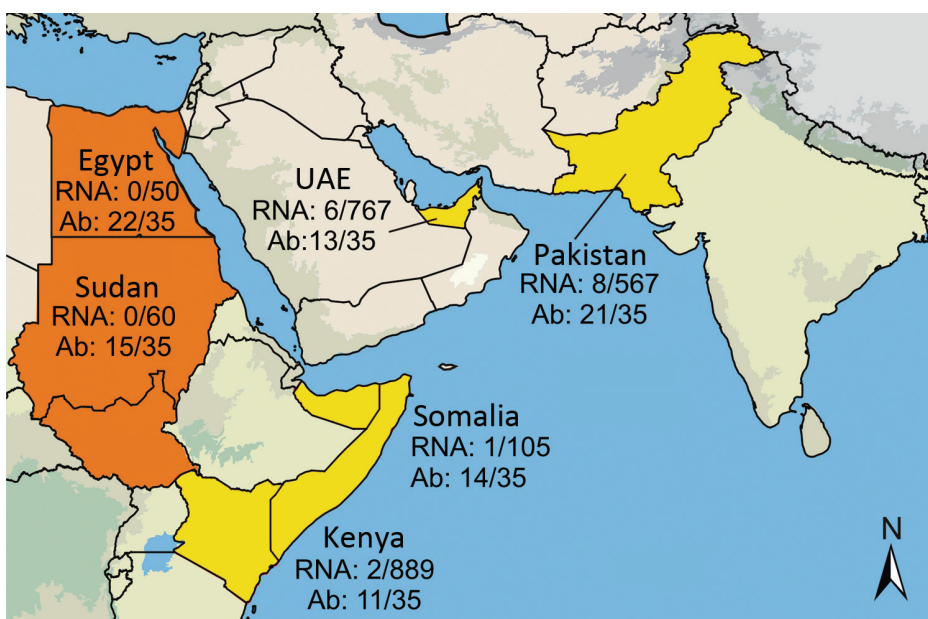 Egypt
RNA: 0/50
Ab: 22/35
UAE
RNA: 6/767
Ab:13/35
Pakistan
RNA: 8/567
Ab: 21/35
Sudan
RNA: 0/60
Ab: 15/35
Somalia
RNA: 1/105
Ab: 14/35
Kenya
RNA: 2/889
Ab: 11/35
N